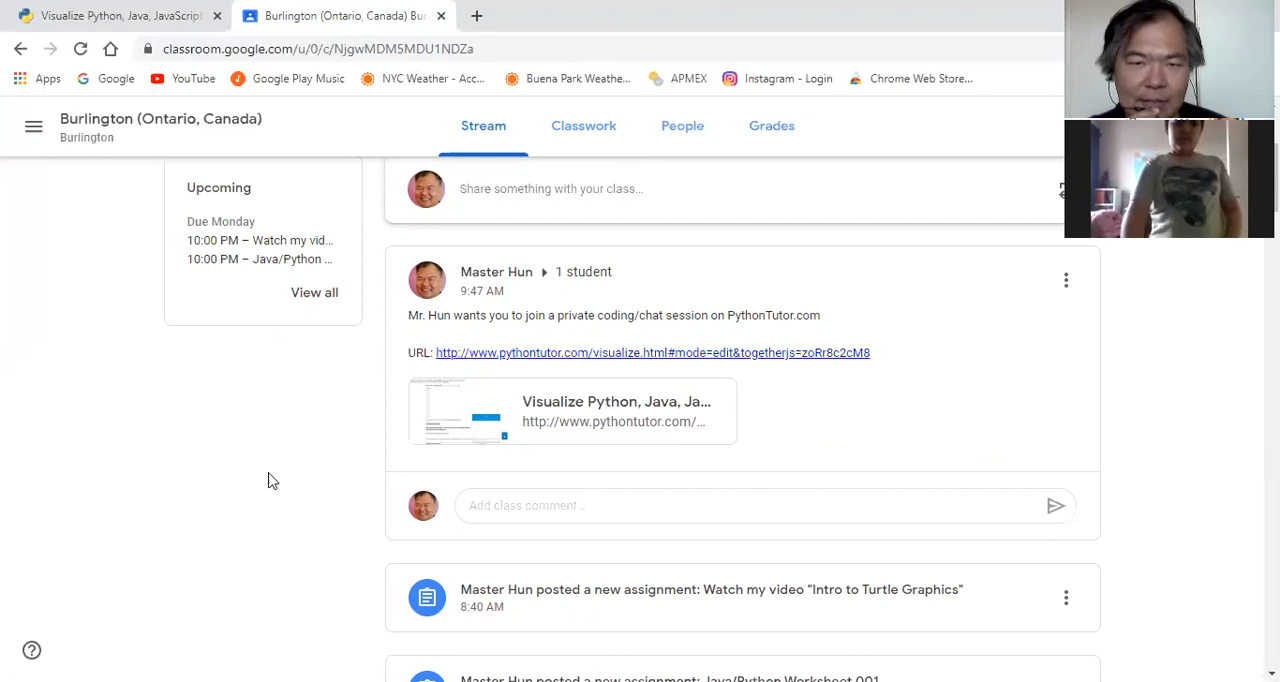 Visualize Python, Java, JavaScript
Burlington (Ontario, Canada) Bur
classroom.google.com/u/0/c/NjgwMDM5MDU1NDZa
Apps
Google
YouTube
Google Play Music
NYC Weather - Acc...
Buena Park Weathe...
APMEX
Instagram - Login
Chrome Web Store...
Burlington (Ontario, Canada)
Burlington
Stream
Classwork
People
Grades
Upcoming
Due Monday
10:00 PM – Watch my vid...
10:00 PM – Java/Python ...
View all
Share something with your class...
Master Hun
1 student
9:47 AM
Mr. Hun wants you to join a private coding/chat session on PythonTutor.com
URL: http://www.pythontutor.com/visualize.html#mode=edit&togetherjs=zoRr8c2cM8
Visualize Python, Java, Ja...
http://www.pythontutor.com/...
Add class comment...
Master Hun posted a new assignment: Watch my video "Intro to Turtle Graphics"
8:40 AM
Master Hun posted a new assignment: Java/Python Worksheet 001